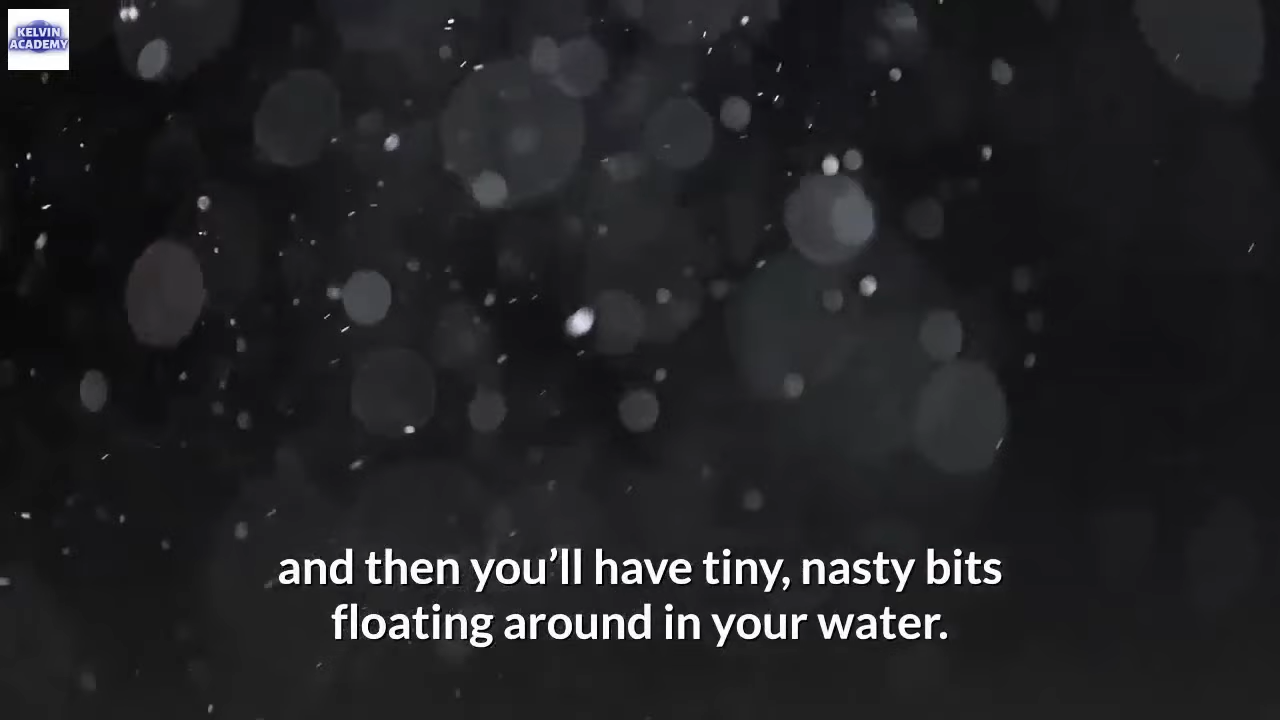 KELVIN
ACADEMY
and then you’ll have tiny, nasty bits
floating around in your water.